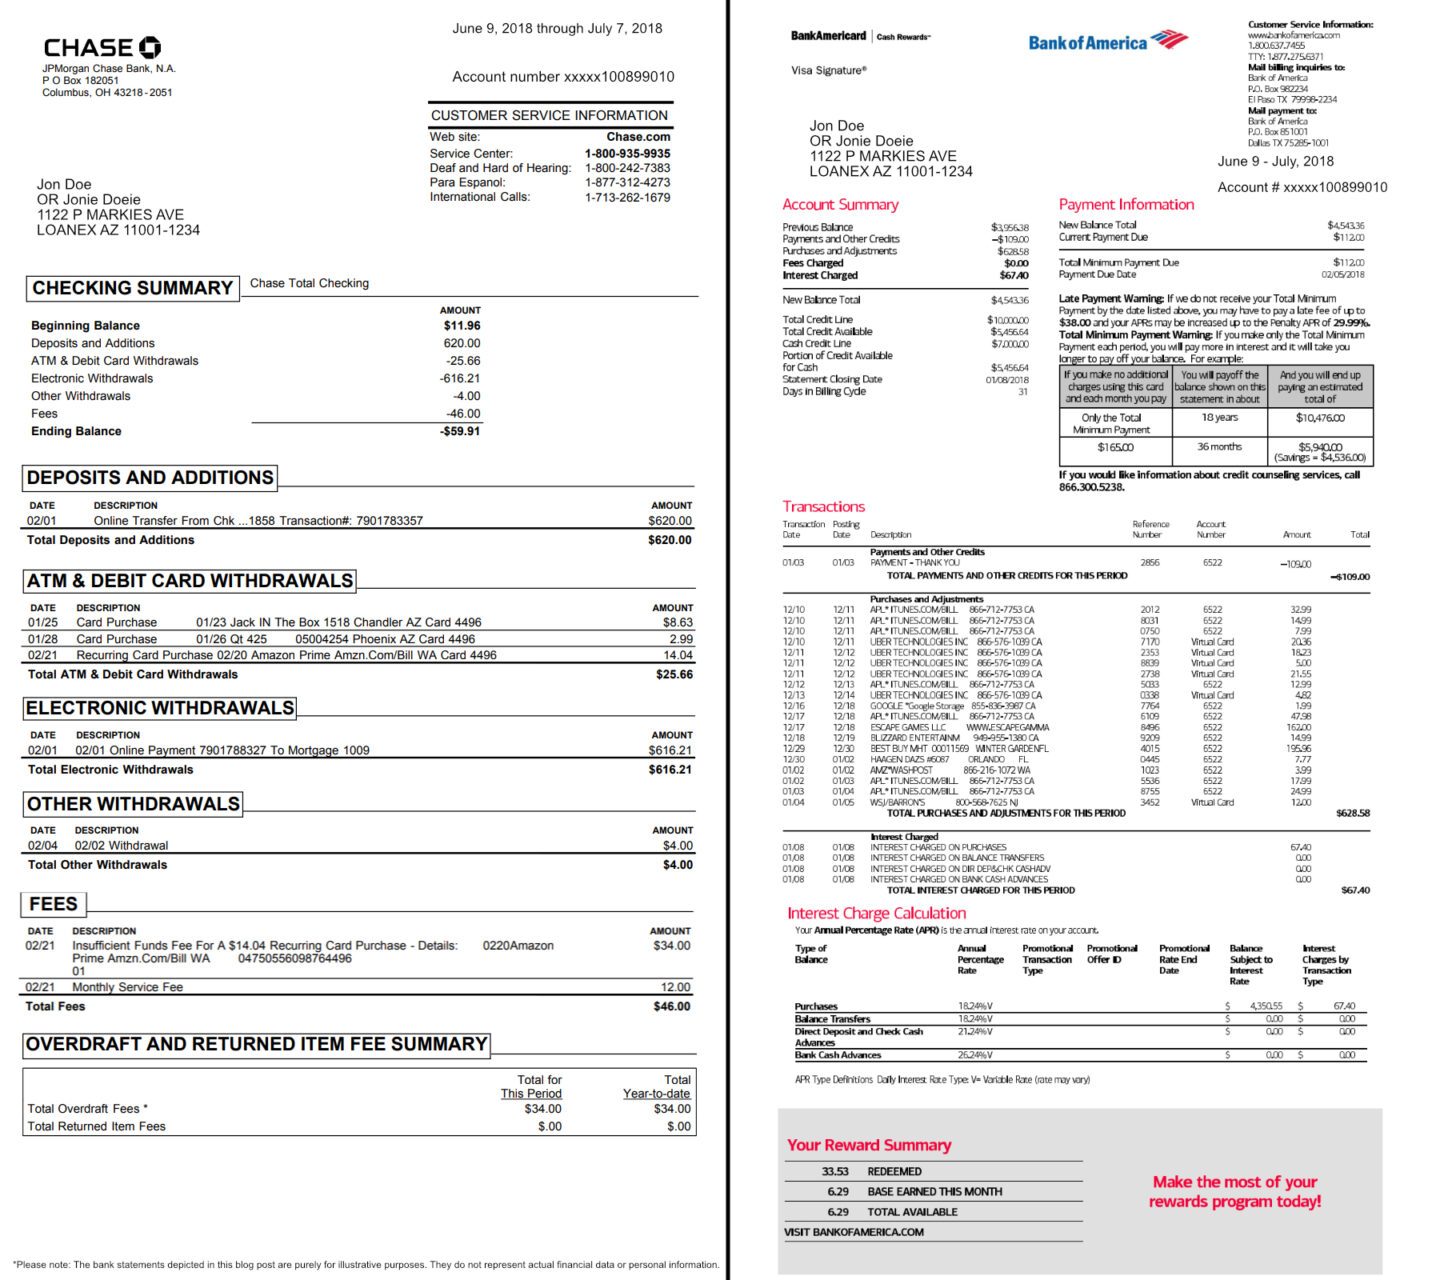 June 9, 2018 through July 7, 2018
CHASE
JPMorgan Chase Bank, N.A.
P O Box 182051
Columbus, OH 43218-2051
Account number xxxxx100899010
CUSTOMER SERVICE INFORMATION
Web site: Chase.com
Service Center: 1-800-935-9935
Deaf and Hard of Hearing: 1-800-242-7383
Para Espanol: 1-877-312-4273
International Calls: 1-713-262-1679
Jon Doe
OR Jonie Doeie
1122 P MARKIES AVE
LOANEX AZ 11001-1234
CHECKING SUMMARY Chase Total Checking
AMOUNT
Beginning Balance $11.96
Deposits and Additions 620.00
ATM & Debit Card Withdrawals -25.66
Electronic Withdrawals -616.21
Other Withdrawals -4.00
Fees -46.00
Ending Balance -$59.91
DEPOSITS AND ADDITIONS
DATE DESCRIPTION AMOUNT
02/01 Online Transfer From Chk ...1858 Transaction#: 7901783357 $620.00
Total Deposits and Additions $620.00
ATM & DEBIT CARD WITHDRAWALS
DATE DESCRIPTION AMOUNT
01/25 Card Purchase 01/23 Jack IN The Box 1518 Chandler AZ Card 4496 $8.63
01/28 Card Purchase 01/26 Qt 425 05004254 Phoenix AZ Card 4496 2.99
02/21 Recurring Card Purchase 02/20 Amazon Prime Amzn.Com/Bill WA Card 4496 14.04
Total ATM & Debit Card Withdrawals $25.66
ELECTRONIC WITHDRAWALS
DATE DESCRIPTION AMOUNT
02/01 02/01 Online Payment 7901788327 To Mortgage 1009 $616.21
Total Electronic Withdrawals $616.21
OTHER WITHDRAWALS
DATE DESCRIPTION AMOUNT
02/04 02/02 Withdrawal $4.00
Total Other Withdrawals $4.00
FEES
DATE DESCRIPTION AMOUNT
02/21 Insufficient Funds Fee For A $14.04 Recurring Card Purchase - Details: 0220Amazon $34.00
Prime Amzn.Com/Bill WA 04750556098764496
01
02/21 Monthly Service Fee 12.00
Total Fees $46.00
OVERDRAFT AND RETURNED ITEM FEE SUMMARY
Total for Total
This Period Year-to-date
Total Overdraft Fees * $34.00 $34.00
Total Returned Item Fees $.00 $.00
*Please note: The bank statements depicted in this blog post are purely for illustrative purposes. They do not represent actual financial data or personal information.
BankAmericard Cash Rewards™
Visa Signature®
Bank of America
Customer Service Information:
www.bankofamerica.com
1.800.637.7455
TTY: 1.877.275.6371
Mail billing inquiries to:
Bank of America
P.O. Box 982234
El Paso TX 79998-2234
Mail payment to:
Bank of America
P.O. Box 851001
Dallas TX 75285-1001
Jon Doe
OR Jonie Doeie
1122 P MARKIES AVE
LOANEX AZ 11001-1234
June 9 - July, 2018
Account # xxxxx100899010
Account Summary
Previous Balance $3,956.38
Payments and Other Credits -$109.00
Purchases and Adjustments $628.58
Fees Charged $0.00
Interest Charged $67.40
New Balance Total $4,543.36
Total Credit Line $10,000.00
Total Credit Available $5,456.64
Cash Credit Line $7,000.00
Portion of Credit Available
for Cash $5,456.64
Statement Closing Date 01/08/2018
Days in Billing Cycle 31
Payment Information
New Balance Total $4,543.36
Current Payment Due $112.00
Total Minimum Payment Due $112.00
Payment Due Date 02/05/2018
Late Payment Warning: If we do not receive your Total Minimum
Payment by the date listed above, you may have to pay a late fee of up to
$38.00 and your APRs may be increased up to the Penalty APR of 29.99%.
Total Minimum Payment Warning: If you make only the Total Minimum
Payment each period, you will pay more in interest and it will take you
longer to pay off your balance. For example:
If you make no additional You will payoff the And you will end up
charges using this card balance shown on this paying an estimated
and each month you pay statement in about total of
Only the Total 18 years $10,476.00
Minimum Payment
$165.00 36 months $5,940.00
(Savings = $4,536.00)
If you would like information about credit counseling services, call
866.300.5238.
Transactions
Transaction Posting Reference Account
Date Date Description Number Number Amount Total
Payments and Other Credits
01/03 01/03 PAYMENT - THANK YOU 2856 6522 -109.00
TOTAL PAYMENTS AND OTHER CREDITS FOR THIS PERIOD -$109.00
Purchases and Adjustments
12/10 12/11 APL* ITUNES.COM/BILL 866-712-7753 CA 2012 6522 32.99
12/10 12/11 APL* ITUNES.COM/BILL 866-712-7753 CA 8031 6522 14.99
12/10 12/11 APL* ITUNES.COM/BILL 866-712-7753 CA 0750 6522 7.99
12/10 12/11 UBER TECHNOLOGIES INC 866-576-1039 CA 7170 Virtual Card 20.36
12/11 12/12 UBER TECHNOLOGIES INC 866-576-1039 CA 2353 Virtual Card 18.23
12/11 12/12 UBER TECHNOLOGIES INC 866-576-1039 CA 8839 Virtual Card 5.00
12/11 12/12 UBER TECHNOLOGIES INC 866-576-1039 CA 2738 Virtual Card 21.55
12/12 12/13 APL* ITUNES.COM/BILL 866-712-7753 CA 5033 6522 12.99
12/13 12/14 UBER TECHNOLOGIES INC 866-576-1039 CA 0338 Virtual Card 4.82
12/16 12/18 GOOGLE *Google Storage 855-836-3987 CA 7764 6522 1.99
12/17 12/18 APL* ITUNES.COM/BILL 866-712-7753 CA 6109 6522 47.98
12/17 12/18 ESCAPE GAMES LLC WWW.ESCAPEGAMMA 8496 6522 162.00
12/18 12/19 BLIZZARD ENTERTAINM 949-955-1380 CA 9209 6522 14.99
12/29 12/30 BEST BUY MHT 00011569 WINTER GARDENFL 4015 6522 195.96
12/30 01/02 HAAGEN DAZS #6087 ORLANDO FL 0445 6522 7.77
01/02 01/02 AMZ*WASHPOST 866-216-1072 WA 1023 6522 3.99
01/02 01/03 APL* ITUNES.COM/BILL 866-712-7753 CA 5536 6522 17.99
01/03 01/04 APL* ITUNES.COM/BILL 866-712-7753 CA 8755 6522 24.99
01/04 01/05 WSJ/BARRON'S 800-568-7625 NJ 3452 Virtual Card 12.00
TOTAL PURCHASES AND ADJUSTMENTS FOR THIS PERIOD $628.58
Interest Charged
01/08 01/08 INTEREST CHARGED ON PURCHASES 67.40
01/08 01/08 INTEREST CHARGED ON BALANCE TRANSFERS 0.00
01/08 01/08 INTEREST CHARGED ON DIR DEP&CHK CASHADV 0.00
01/08 01/08 INTEREST CHARGED ON BANK CASH ADVANCES 0.00
TOTAL INTEREST CHARGED FOR THIS PERIOD $67.40
Interest Charge Calculation
Your Annual Percentage Rate (APR) is the annual interest rate on your account.
Type of Annual Promotional Promotional Promotional Balance Interest
Balance Percentage Transaction Offer ID Rate End Subject to Charges by
Rate Type Date Interest Transaction
Rate Type
Purchases 18.24%V $ 4,350.55 $ 67.40
Balance Transfers 18.24%V $ 0.00 $ 0.00
Direct Deposit and Check Cash 21.24%V $ 0.00 $ 0.00
Advances
Bank Cash Advances 26.24%V $ 0.00 $ 0.00
APR Type Definitions Daily Interest Rate Type: V= Variable Rate (rate may vary)
Your Reward Summary
33.53 REDEEMED
6.29 BASE EARNED THIS MONTH
6.29 TOTAL AVAILABLE
VISIT BANKOFAMERICA.COM
Make the most of your
rewards program today!